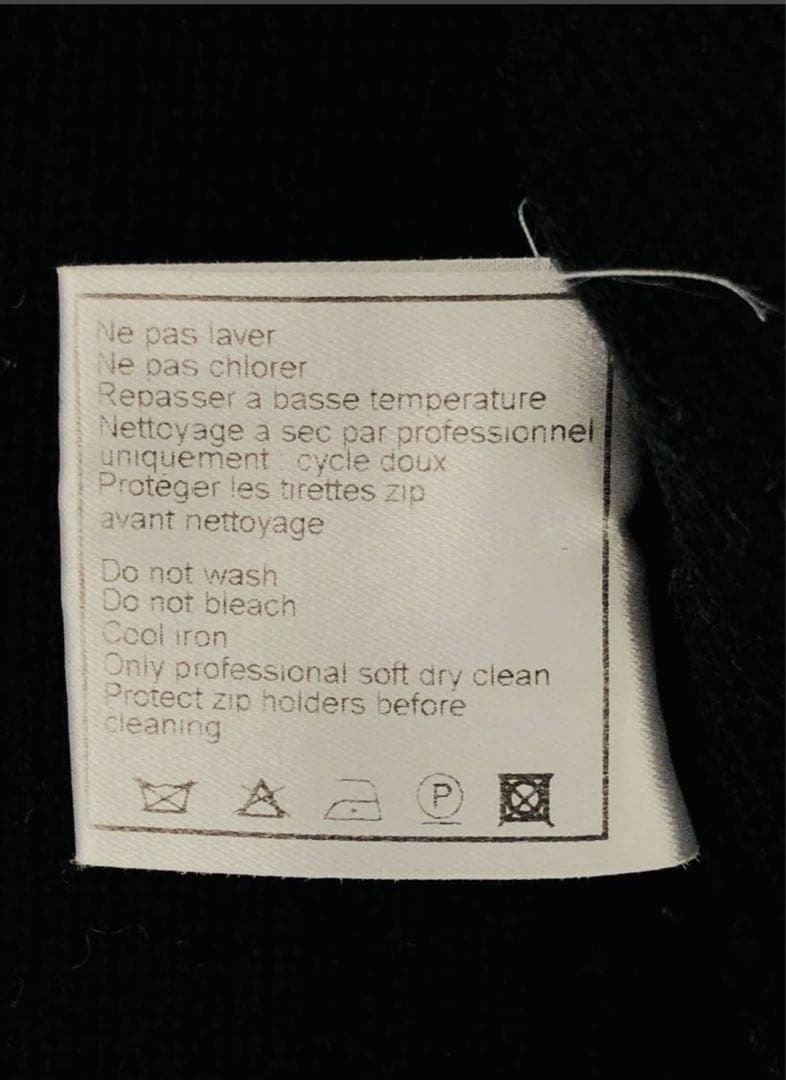 Ne pas laver
Ne pas chlorer
Repasser a basse temperature
Nettoyage a sec par professionnel
uniquement : cycle doux
Protéger les tirettes zip
avant nettoyage
Do not wash
Do not bleach
Cool iron
Only professional soft dry clean
Protect zip holders before
cleaning
P